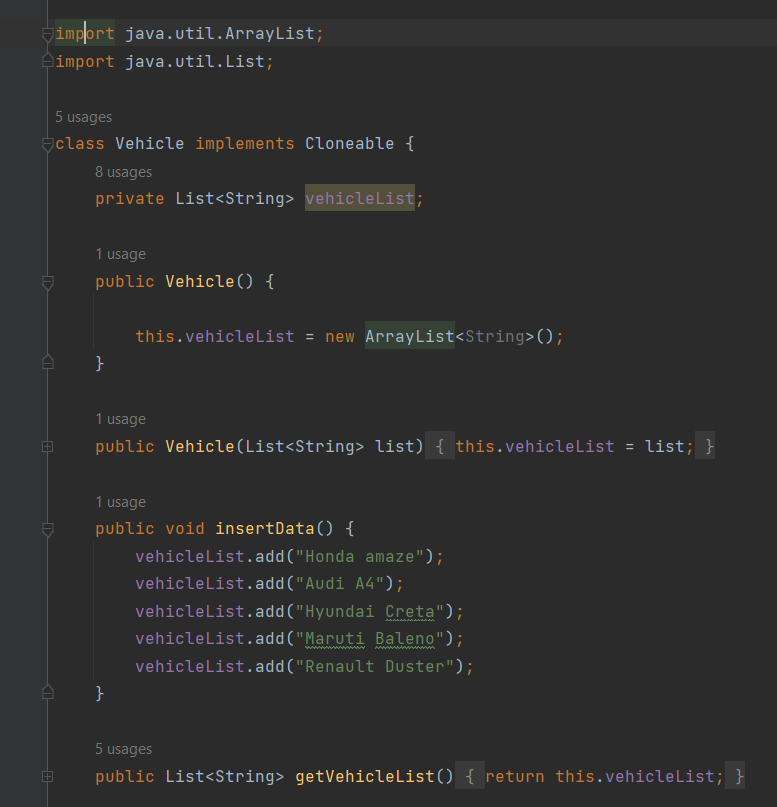 import java.util.ArrayList;
import java.util.List;
5 usages
class Vehicle implements Cloneable {
8 usages
private List<String> vehicleList;
1 usage
public Vehicle() {
this.vehicleList = new ArrayList<String>();
}
1 usage
public Vehicle(List<String> list) { this.vehicleList = list; }
1 usage
public void insertData() {
vehicleList.add("Honda amaze");
vehicleList.add("Audi A4");
vehicleList.add("Hyundai Creta");
vehicleList.add("Maruti Baleno");
vehicleList.add("Renault Duster");
}
5 usages
public List<String> getVehicleList() { return this.vehicleList; }